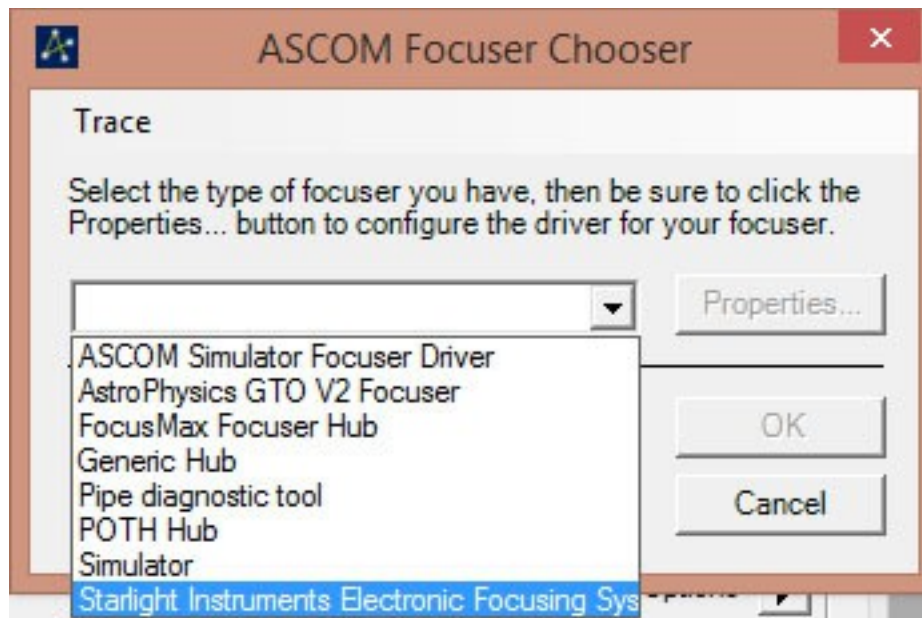 ASCOM Focuser Chooser
Trace
Select the type of focuser you have, then be sure to click the
Properties... button to configure the driver for your focuser.
Properties...
ASCOM Simulator Focuser Driver
AstroPhysics GTO V2 Focuser
FocusMax Focuser Hub
Generic Hub
Pipe diagnostic tool
POTH Hub
Simulator
Starlight Instruments Electronic Focusing Sys
OK
Cancel